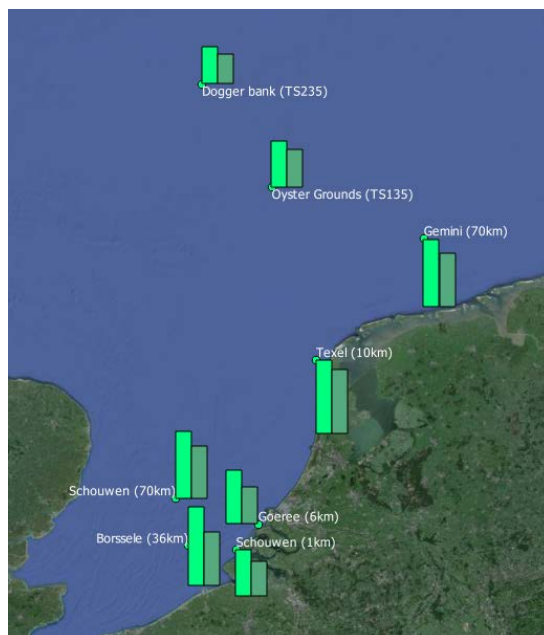 Dogger bank (TS235)
Oyster Grounds (TS135)
Gemini (70km)
Texel (10km)
Schouwen (70km)
Goeree (6km)
Borssele (36km)
Schouwen (1km)